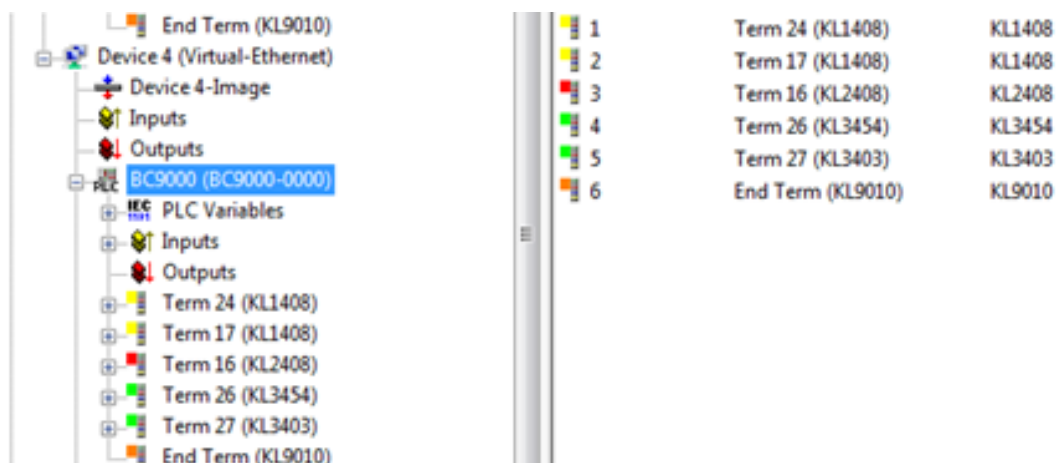 End Term (KL9010)
Device 4 (Virtual-Ethernet)
Device 4-Image
Inputs
Outputs
PLC BC9000 (BC9000-0000)
IEC 1131 PLC Variables
Inputs
Outputs
Term 24 (KL1408)
Term 17 (KL1408)
Term 16 (KL2408)
Term 26 (KL3454)
Term 27 (KL3403)
End Term (KL9010)
1 Term 24 (KL1408) KL1408
2 Term 17 (KL1408) KL1408
3 Term 16 (KL2408) KL2408
4 Term 26 (KL3454) KL3454
5 Term 27 (KL3403) KL3403
6 End Term (KL9010) KL9010